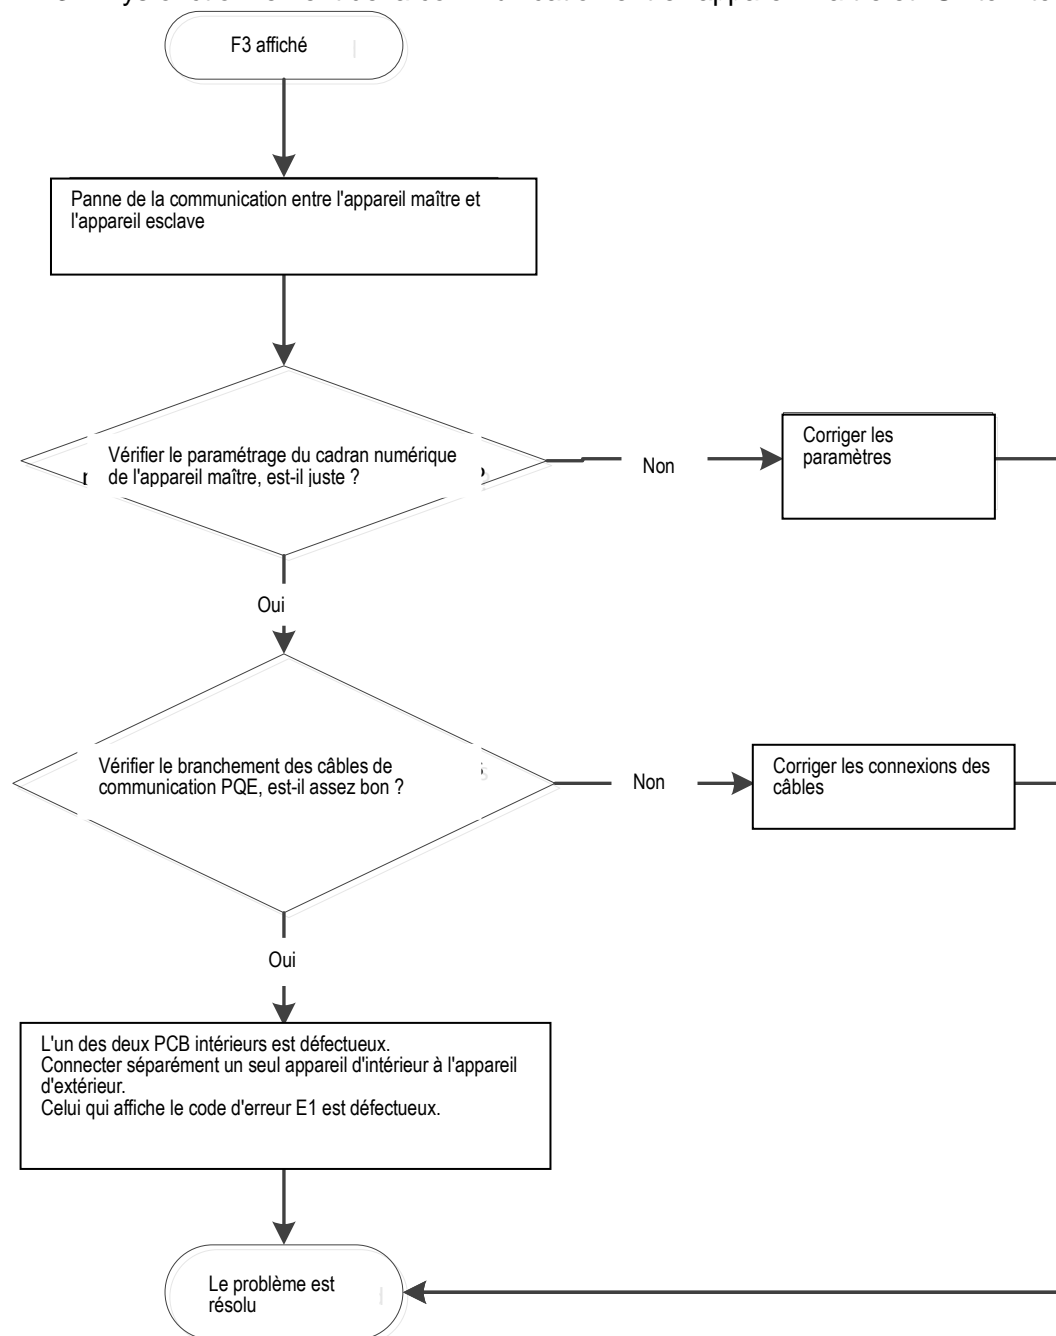 F3 affiché
Panne de la communication entre l'appareil maître et
l'appareil esclave
Vérifier le paramétrage du cadran numérique
de l'appareil maître, est-il juste ?
Non
Corriger les
paramètres
Oui
Vérifier le branchement des câbles de
communication PQE, est-il assez bon ?
Non
Corriger les connexions des
câbles
Oui
L'un des deux PCB intérieurs est défectueux.
Connecter séparément un seul appareil d'intérieur à l'appareil
d'extérieur.
Celui qui affiche le code d'erreur E1 est défectueux.
Le problème est
résolu